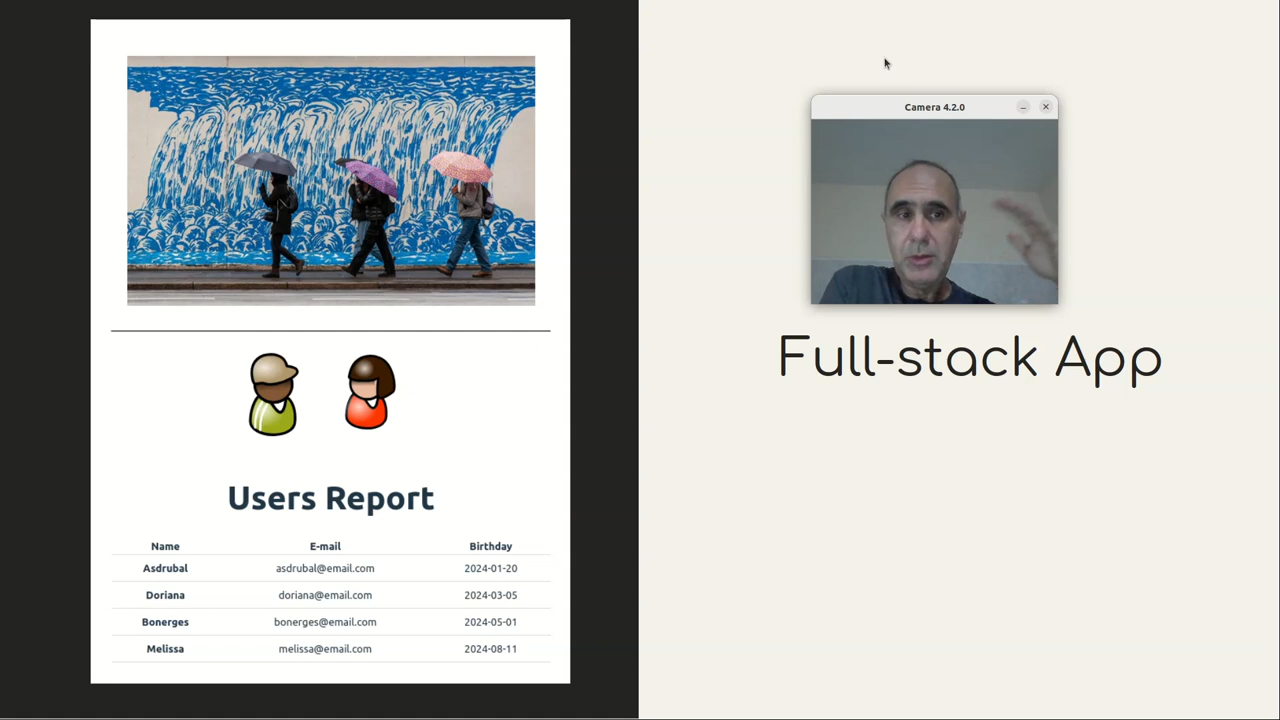 Users Report
Name E-mail Birthday
Asdrubal asdrubal@email.com 2024-01-20
Doriana doriana@email.com 2024-03-05
Bonerges bonerges@email.com 2024-05-01
Melissa melissa@email.com 2024-08-11
Camera 4.2.0
Full-stack App